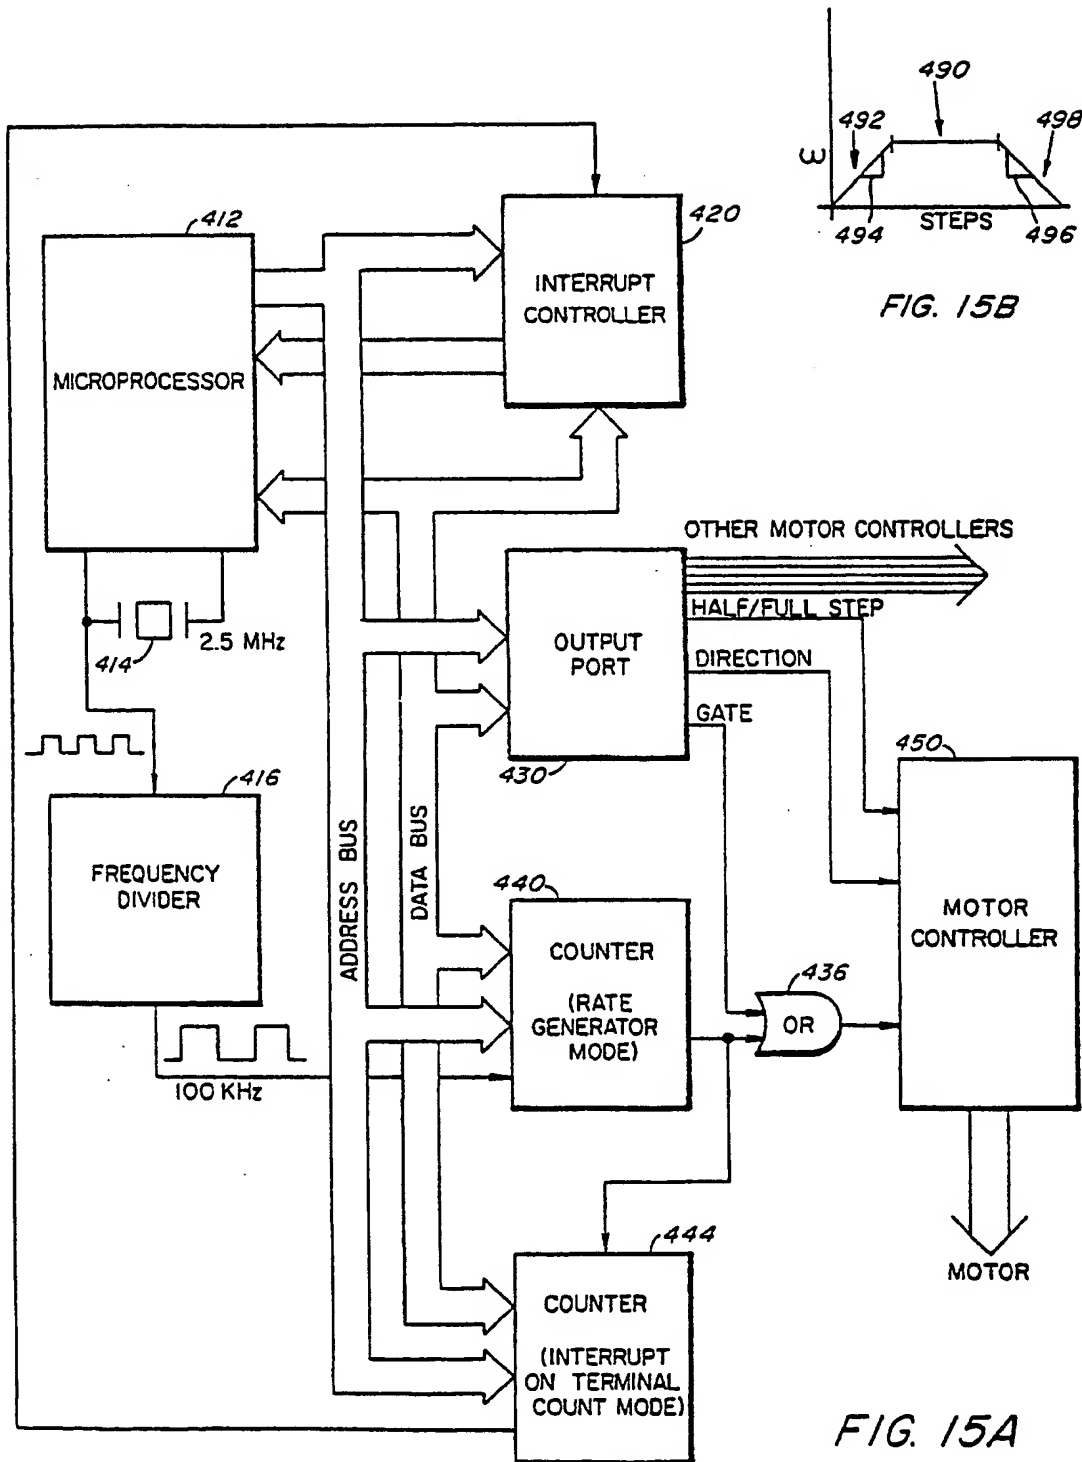 490
492
498
ω
STEPS
494
496
FIG. 15B
412
MICROPROCESSOR
420
INTERRUPT
CONTROLLER
414
2.5 MHz
OTHER MOTOR CONTROLLERS
HALF/FULL STEP
DIRECTION
GATE
OUTPUT
PORT
430
416
FREQUENCY
DIVIDER
100 KHz
ADDRESS BUS
DATA BUS
440
COUNTER
(RATE
GENERATOR
MODE)
436
OR
450
MOTOR
CONTROLLER
MOTOR
444
COUNTER
(INTERRUPT
ON TERMINAL
COUNT MODE)
FIG. 15A